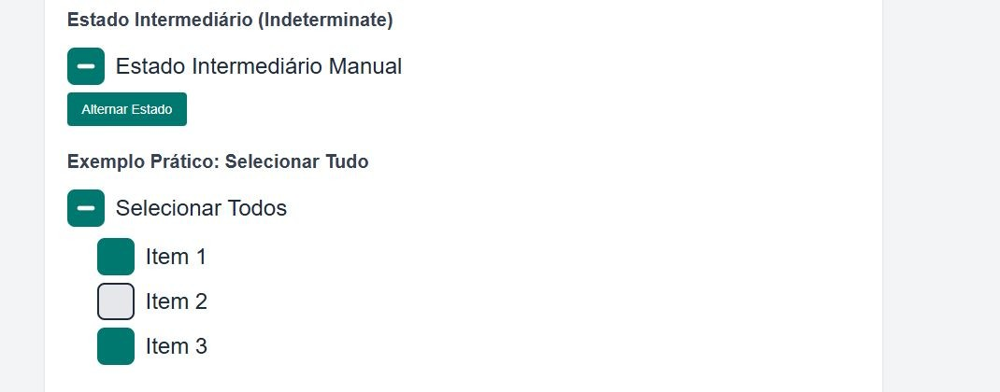 Estado Intermediário (Indeterminate)
Estado Intermediário Manual
Alternar Estado
Exemplo Prático: Selecionar Tudo
Selecionar Todos
Item 1
Item 2
Item 3